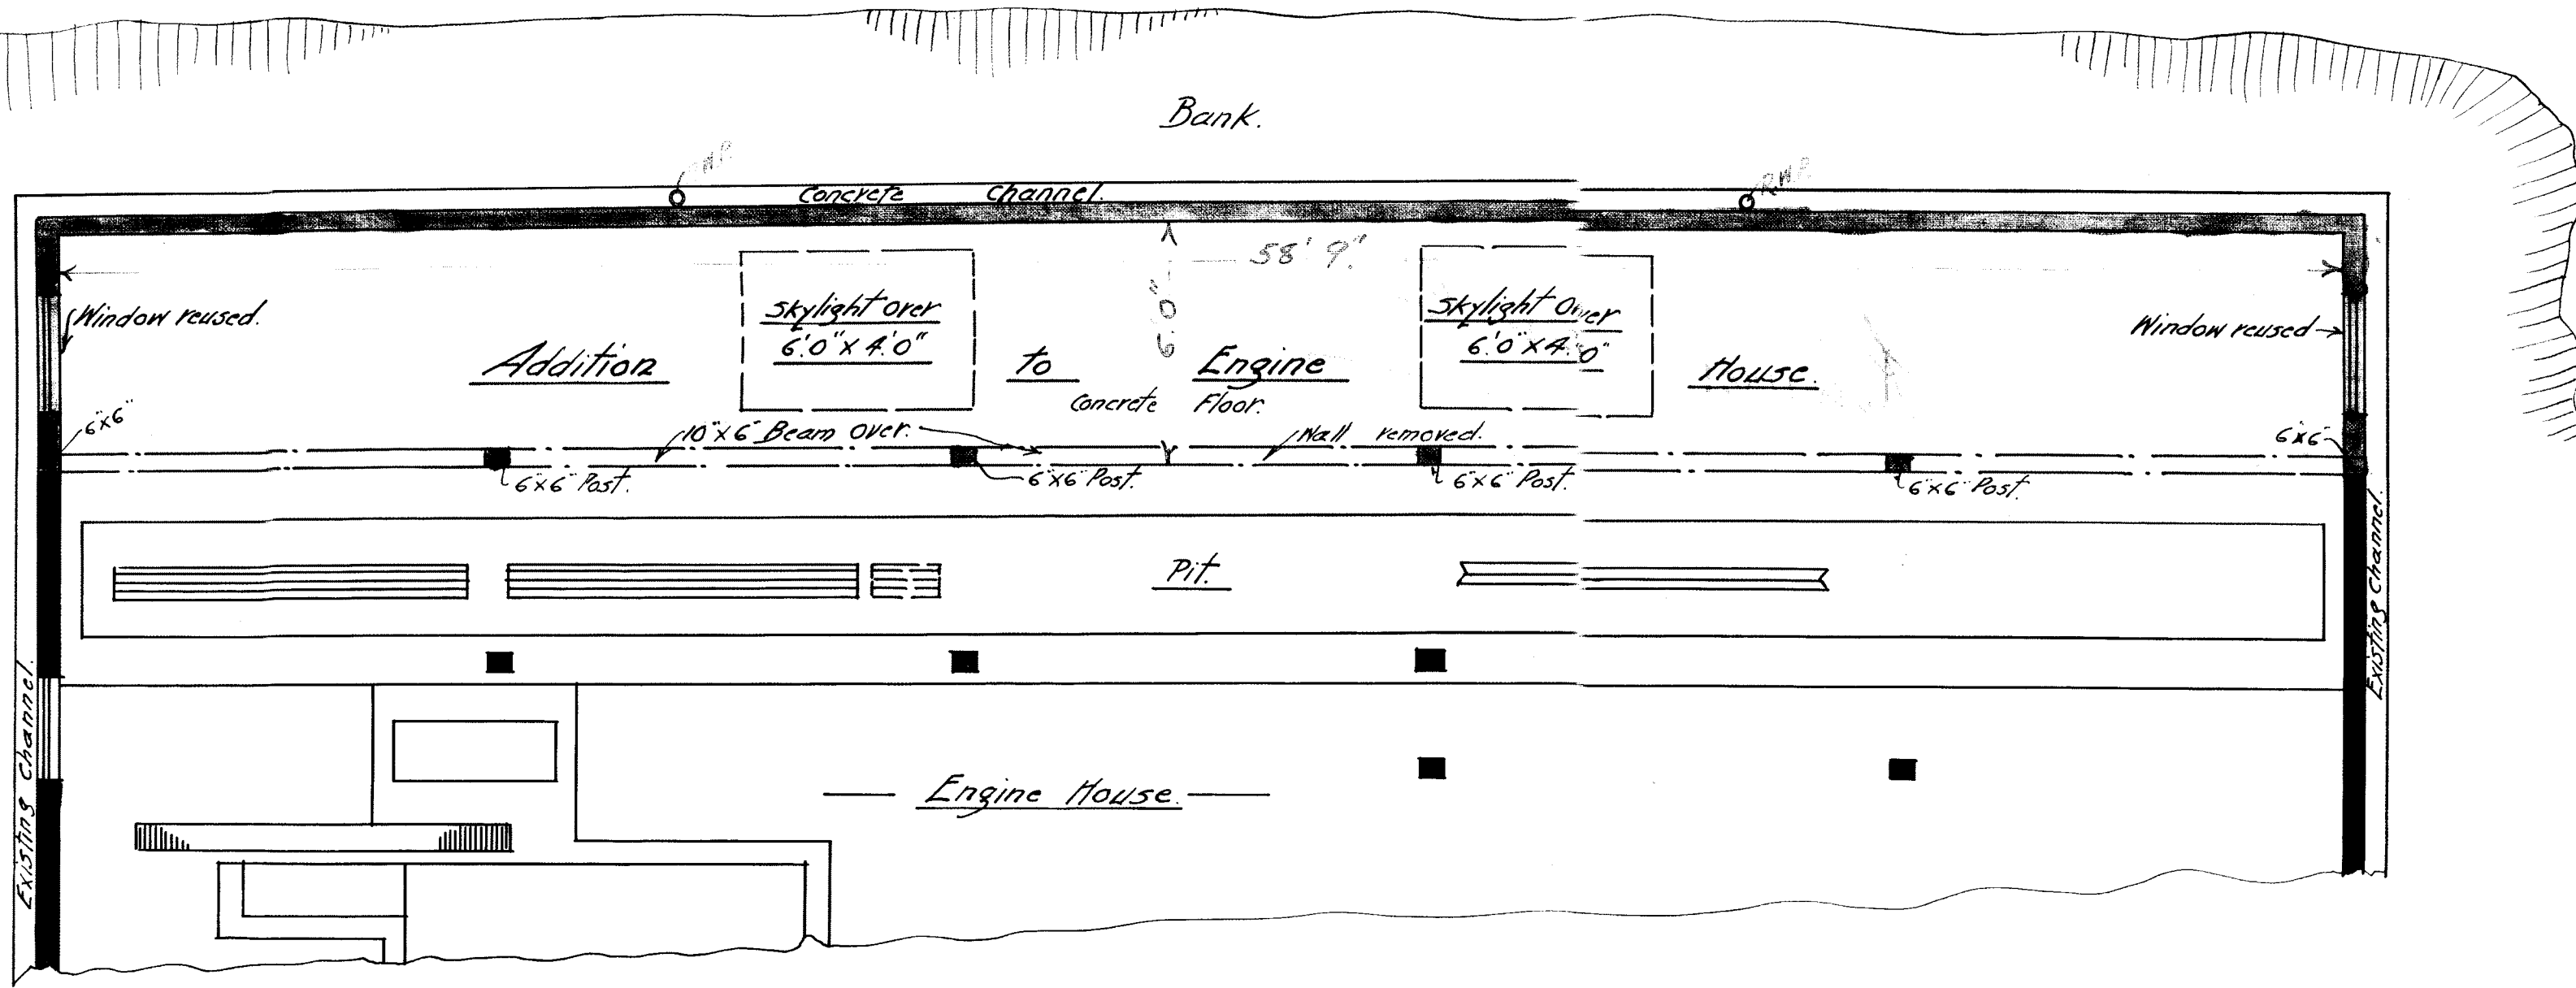 Bank.
R.W.P.
R.W.P.
Concrete Channel.
58' 9"
6'.0"
Skylight over
6'.0" x 4'.0"
Skylight Over
6'.0" x 4'.0"
Window reused.
Window reused
Addition to Engine House.
Concrete Floor.
6"x6"
10"x6" Beam over.
Wall removed.
6"x6"
6"x6" Post.
6"x6" Post.
6"x6" Post.
6"x6" Post.
Pit.
Existing Channel.
Existing Channel.
Engine House.